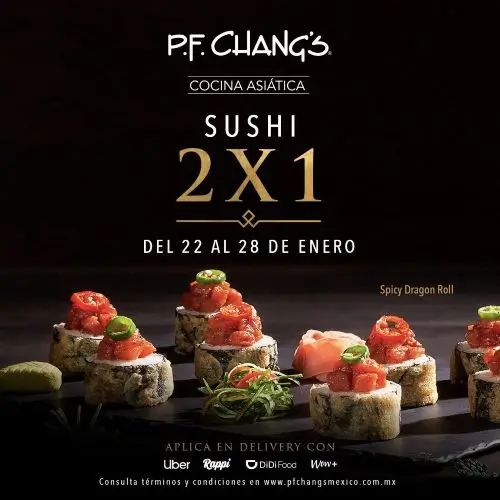 P.F. CHANG'S
COCINA ASIÁTICA
SUSHI
2X1
DEL 22 AL 28 DE ENERO
Spicy Dragon Roll
APLICA EN DELIVERY CON
Uber Rappi DiDi Food Wow+
Consulta términos y condiciones en www.pfchangsmexico.com.mx